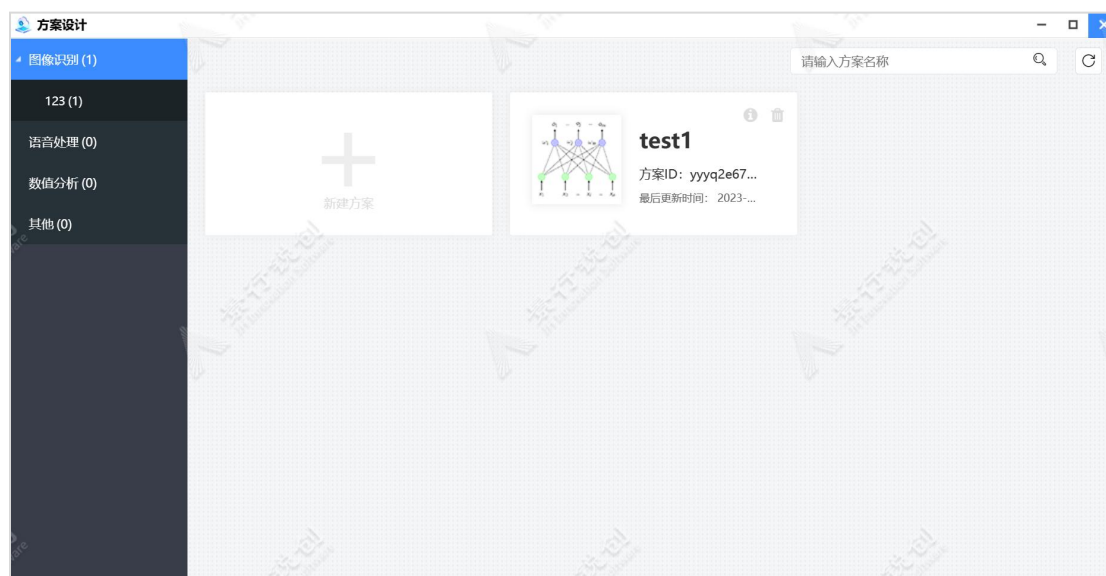 方案设计
图像识别 (1)
请输入方案名称
123 (1)
语音处理 (0)
数值分析 (0)
其他 (0)
新建方案
test1
方案ID：yyyq2e67...
最后更新时间： 2023-...